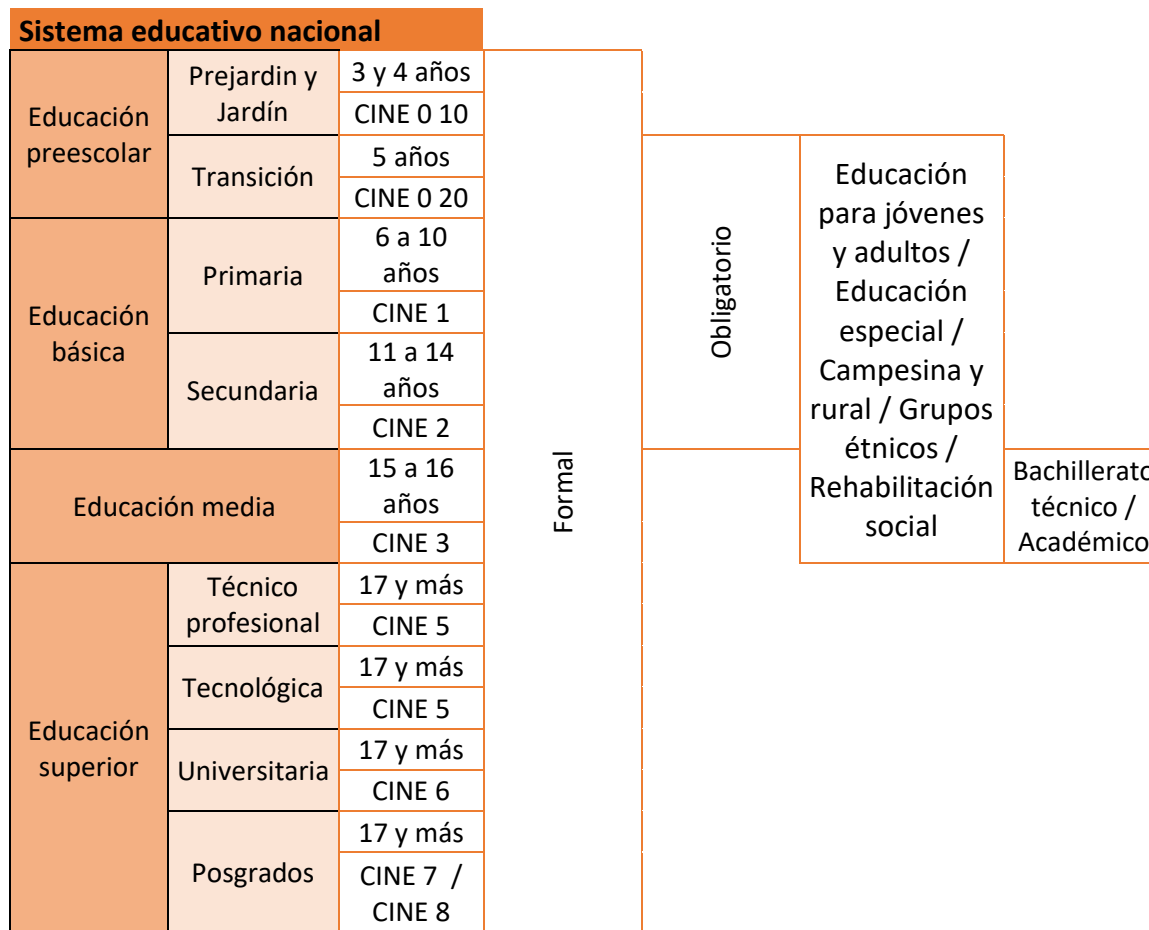 Sistema educativo nacional
Educación
preescolar
Prejardin y
Jardín
3 y 4 años
CINE 0 10
Transición
5 años
CINE 0 20
Educación
básica
Primaria
6 a 10
años
CINE 1
Secundaria
11 a 14
años
CINE 2
Educación media
15 a 16
años
CINE 3
Educación
superior
Técnico
profesional
17 y más
CINE 5
Tecnológica
17 y más
CINE 5
Universitaria
17 y más
CINE 6
Posgrados
17 y más
CINE 7 /
CINE 8
Formal
Obligatorio
Educación
para jóvenes
y adultos /
Educación
especial /
Campesina y
rural / Grupos
étnicos /
Rehabilitación
social
Bachillerato
técnico /
Académico